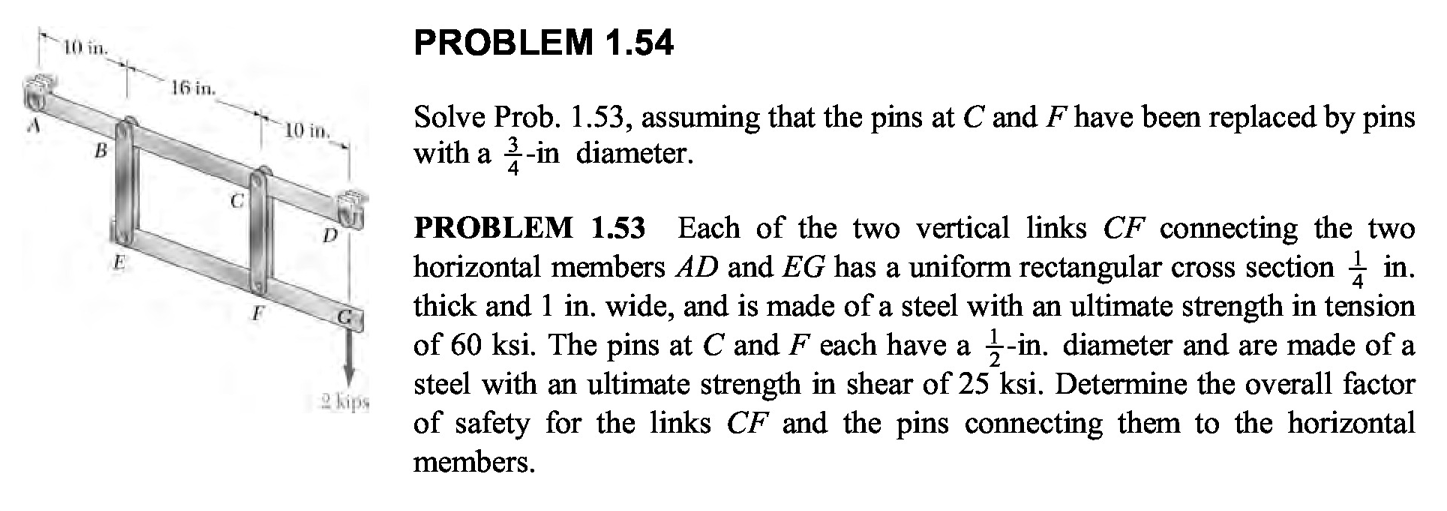 PROBLEM 1.54
10 in.
16 in.
10 in.
A
B
C
D
E
F
G
2 kips
Solve Prob. 1.53, assuming that the pins at C and F have been replaced by pins
with a 3/4-in diameter.
PROBLEM 1.53 Each of the two vertical links CF connecting the two
horizontal members AD and EG has a uniform rectangular cross section 1/4 in.
thick and 1 in. wide, and is made of a steel with an ultimate strength in tension
of 60 ksi. The pins at C and F each have a 1/2-in. diameter and are made of a
steel with an ultimate strength in shear of 25 ksi. Determine the overall factor
of safety for the links CF and the pins connecting them to the horizontal
members.